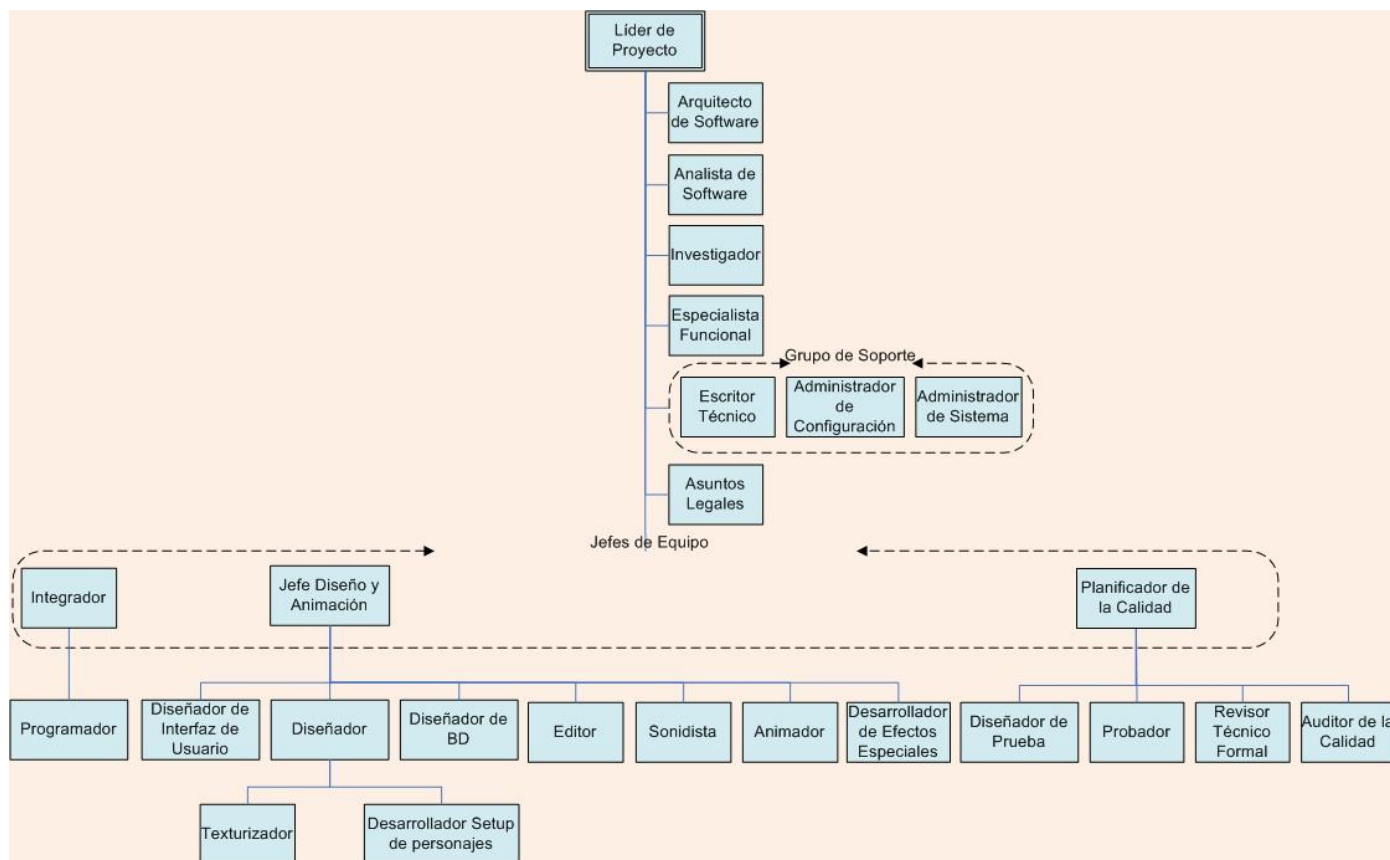 Líder de
Proyecto
Arquitecto
de Software
Analista de
Software
Investigador
Especialista
Funcional
Grupo de Soporte
Escritor
Técnico
Administrador
de
Configuración
Administrador
de Sistema
Asuntos
Legales
Jefes de Equipo
Integrador
Jefe Diseño y
Animación
Planificador de
la Calidad
Programador
Diseñador de
Interfaz de
Usuario
Diseñador
Diseñador de
BD
Editor
Sonidista
Animador
Desarrollador
de Efectos
Especiales
Diseñador de
Prueba
Probador
Revisor
Técnico
Formal
Auditor de la
Calidad
Texturizador
Desarrollador Setup
de personajes